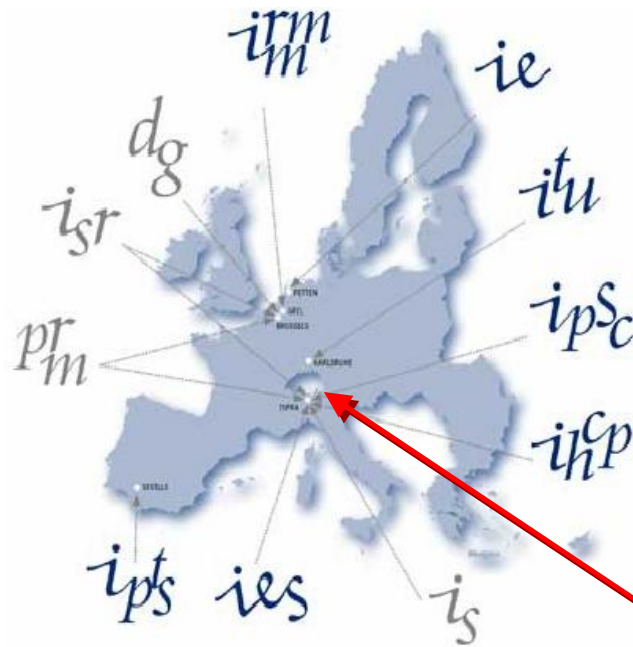 irmm
ie
dg
itu
isr
PETTEN
GEEL
BRUSSELS
ipsc
prm
KARLSRUHE
ISPRA
ihcp
SEVILLE
ipts
ies
is